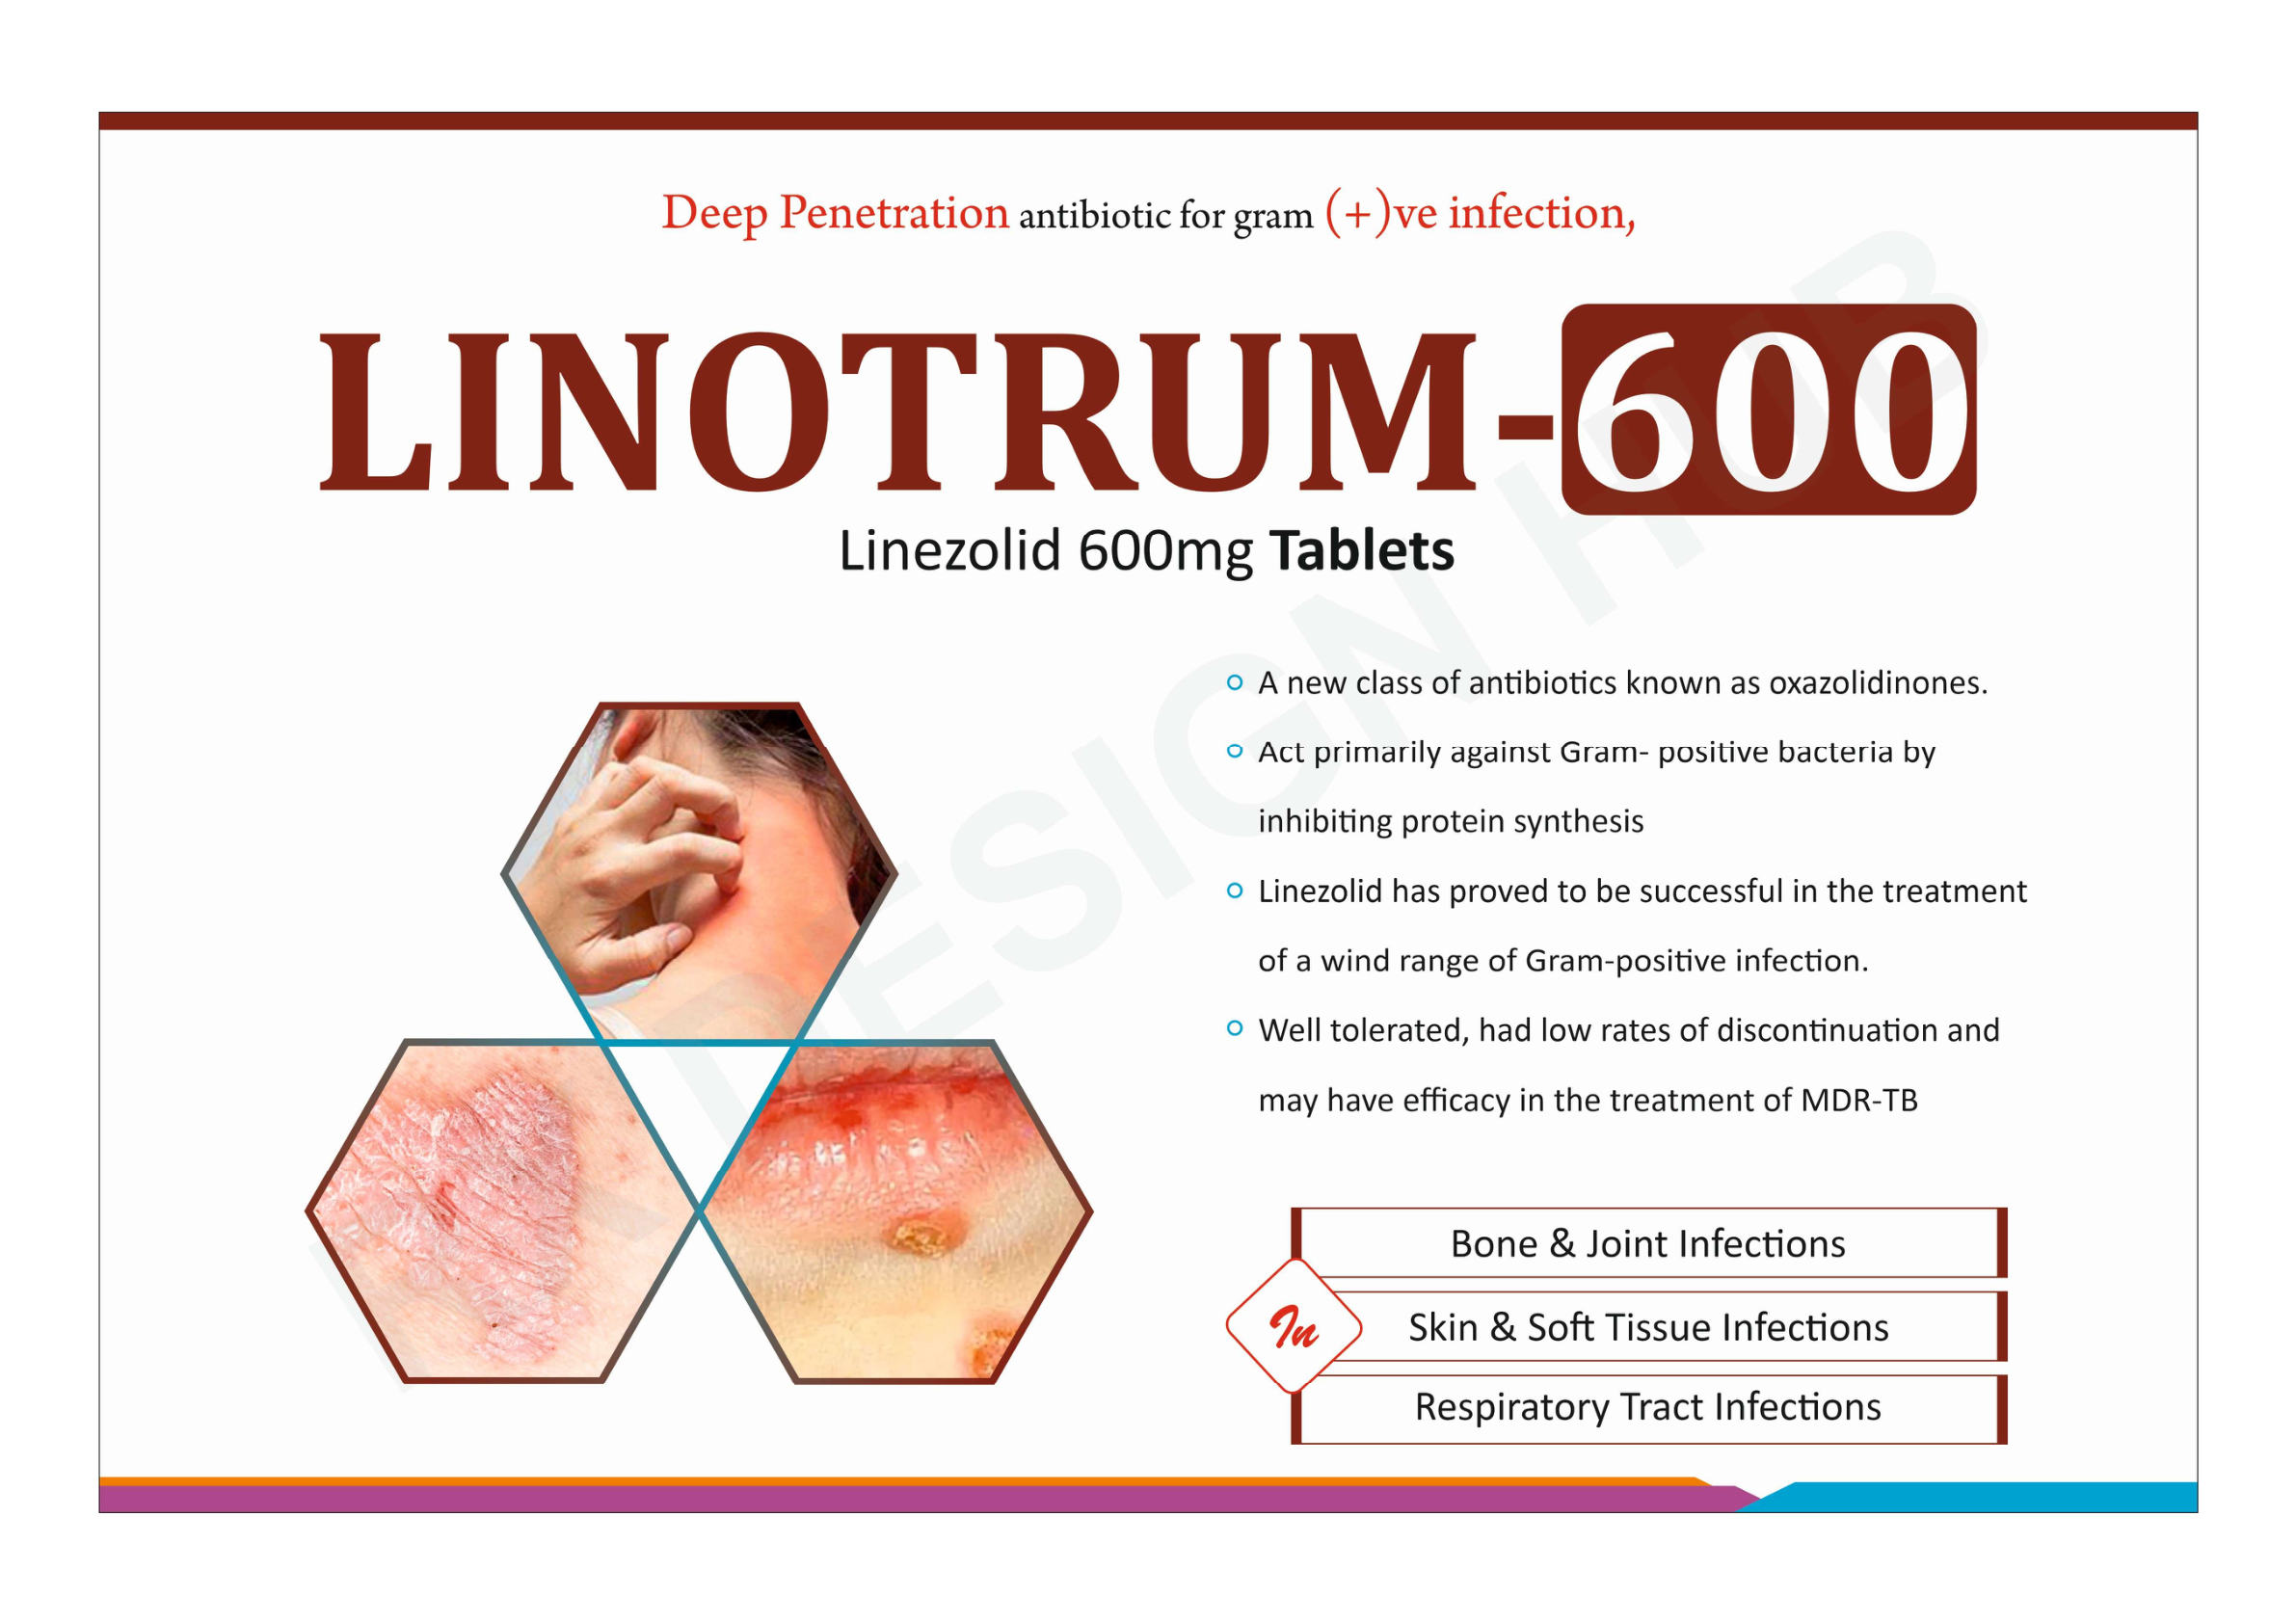 Deep Penetration antibiotic for gram (+)ve infection,
LINOTRUM-600
Linezolid 600mg Tablets
A new class of antibiotics known as oxazolidinones.
Act primarily against Gram- positive bacteria by
inhibiting protein synthesis
Linezolid has proved to be successful in the treatment
of a wind range of Gram-positive infection.
Well tolerated, had low rates of discontinuation and
may have efficacy in the treatment of MDR-TB
In
Bone & Joint Infections
Skin & Soft Tissue Infections
Respiratory Tract Infections
DESIGN HUB